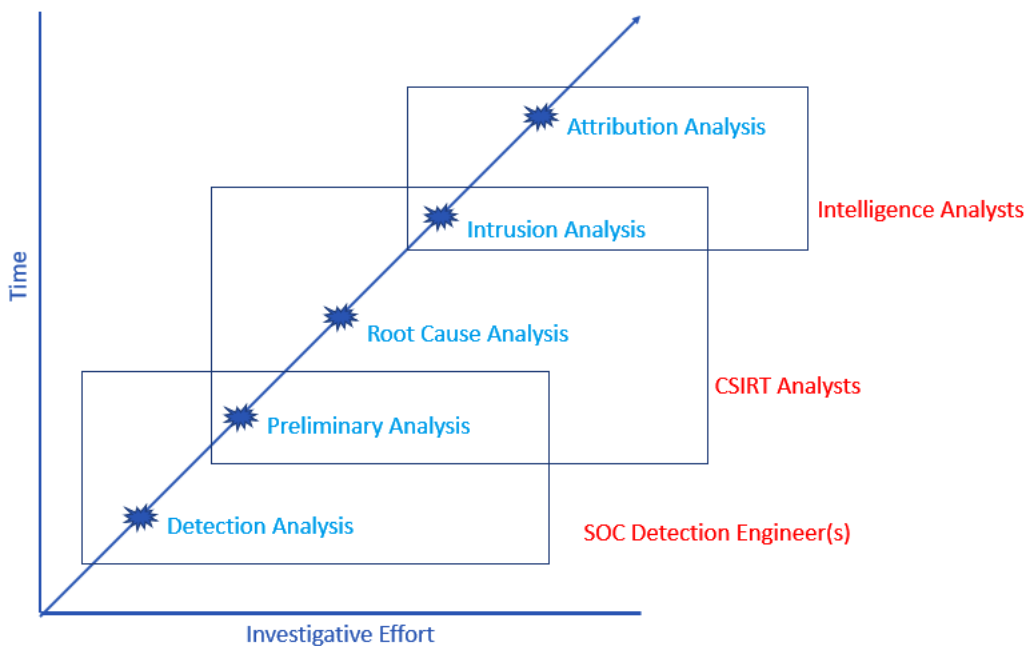 Attribution Analysis
Intelligence Analysts
Intrusion Analysis
Time
Root Cause Analysis
CSIRT Analysts
Preliminary Analysis
Detection Analysis
SOC Detection Engineer(s)
Investigative Effort